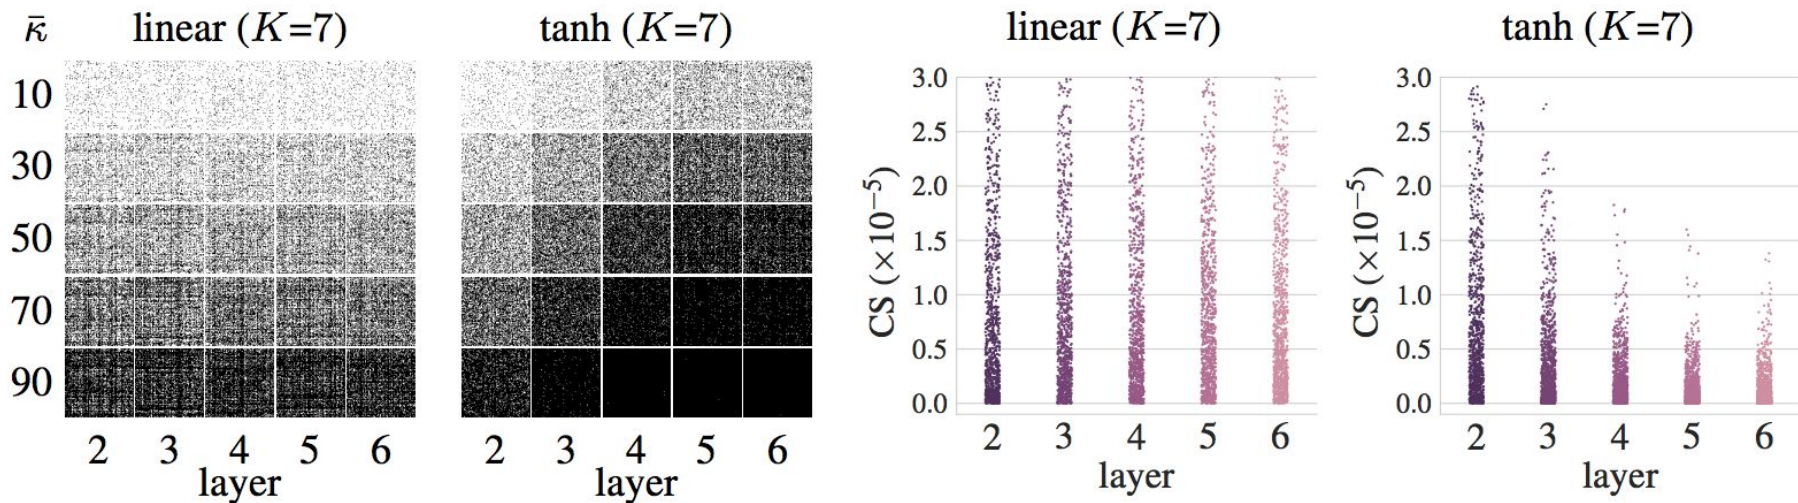 κ̄ linear (K=7) tanh (K=7)
10
30
50
70
90
2 3 4 5 6
layer
2 3 4 5 6
layer
linear (K=7)
CS (×10⁻⁵)
3.0
2.5
2.0
1.5
1.0
0.5
0.0
2 3 4 5 6
layer
tanh (K=7)
CS (×10⁻⁵)
3.0
2.5
2.0
1.5
1.0
0.5
0.0
2 3 4 5 6
layer